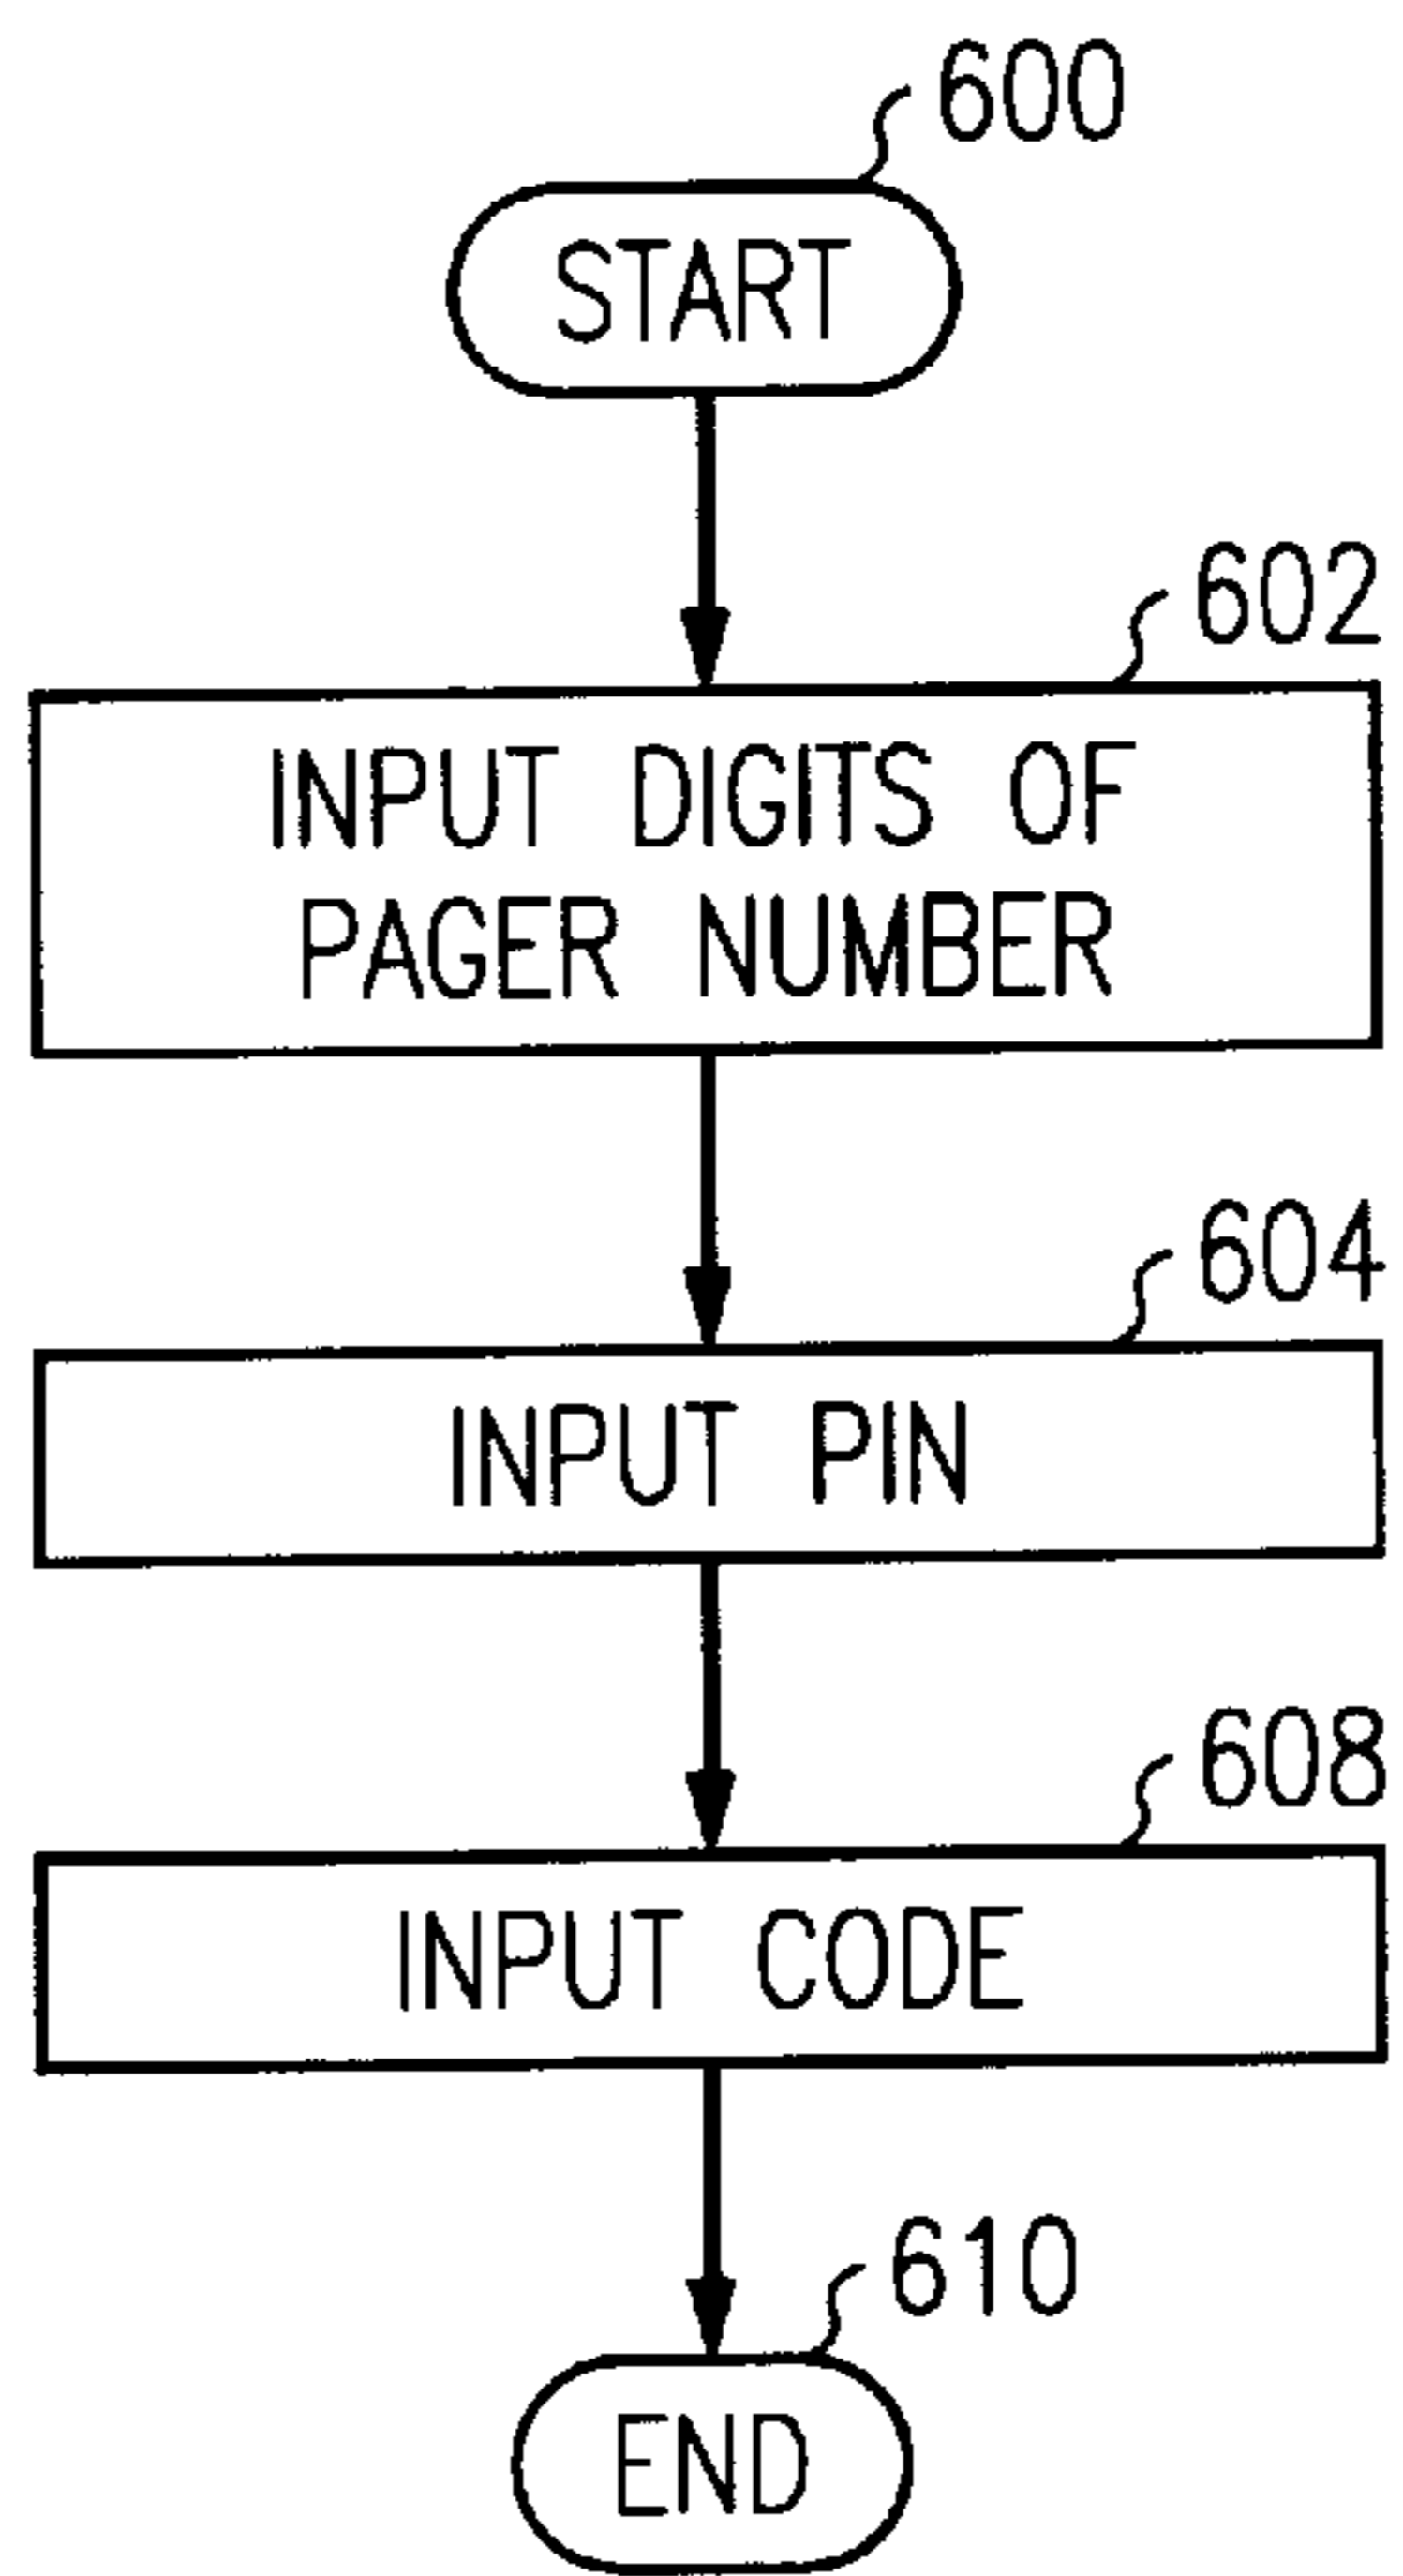 600
START
602
INPUT DIGITS OF
PAGER NUMBER
604
INPUT PIN
608
INPUT CODE
610
END